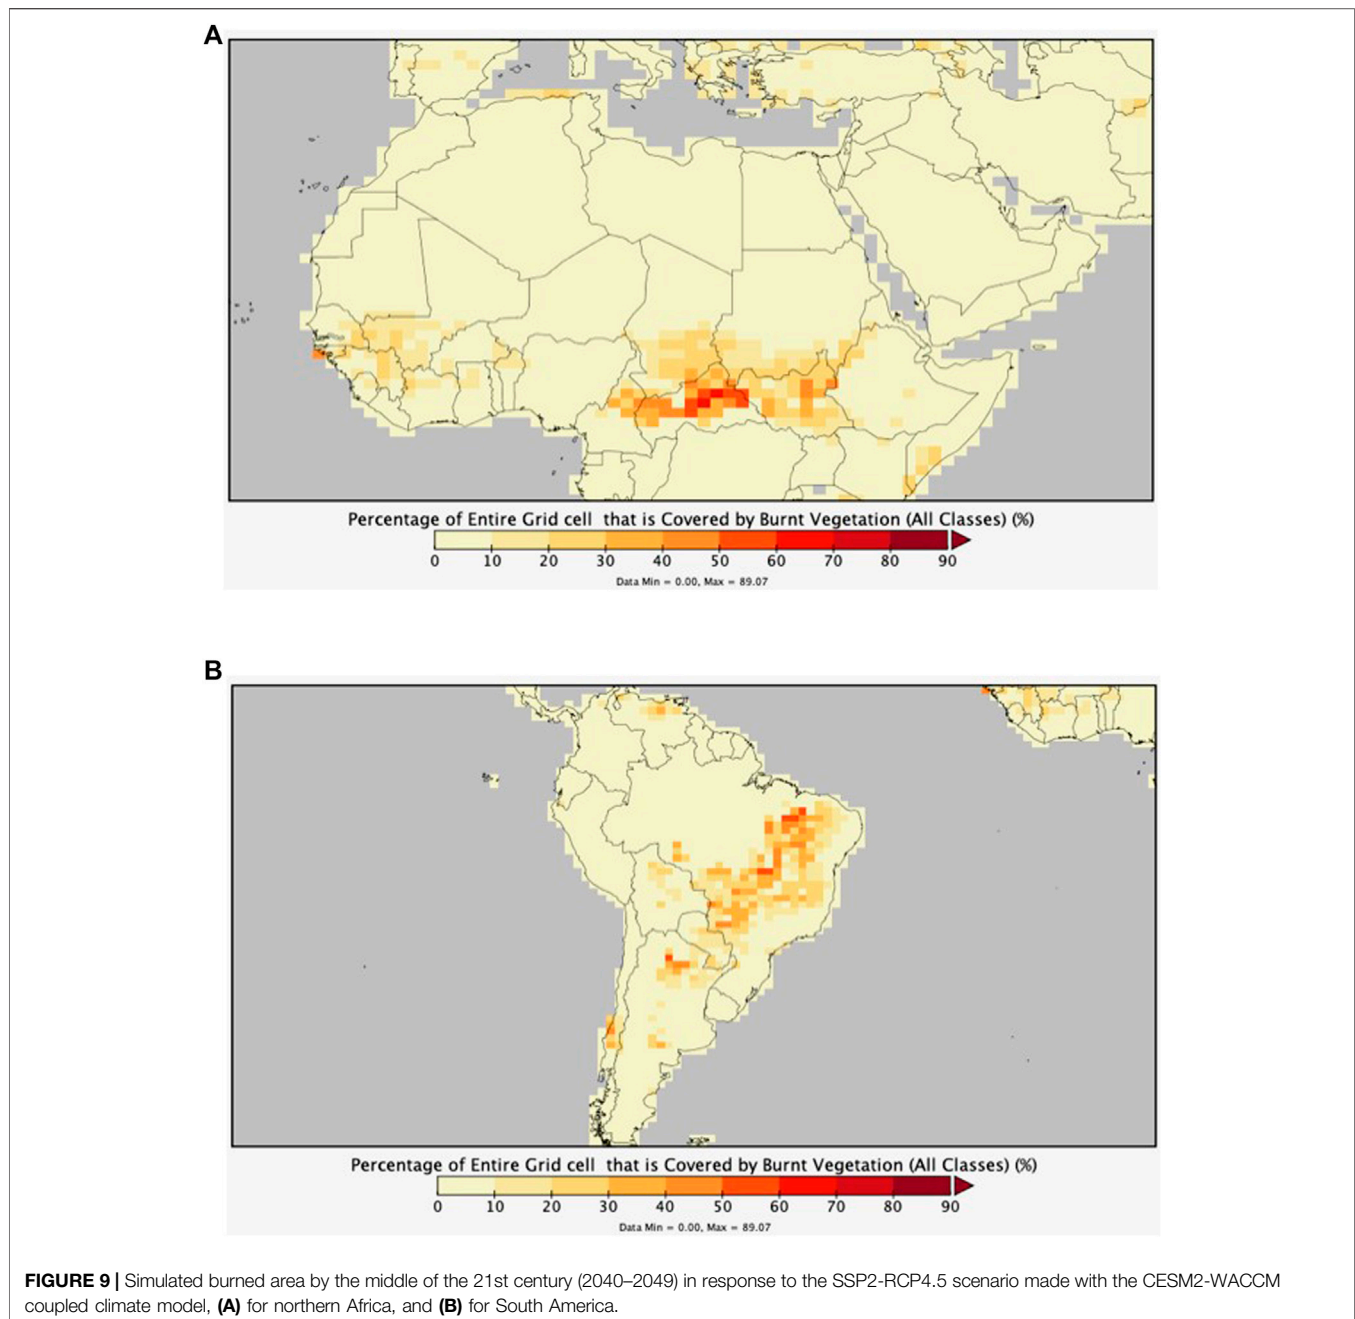 A
Percentage of Entire Grid cell that is Covered by Burnt Vegetation (All Classes) (%)
0 10 20 30 40 50 60 70 80 90
Data Min = 0.00, Max = 89.07
B
Percentage of Entire Grid cell that is Covered by Burnt Vegetation (All Classes) (%)
0 10 20 30 40 50 60 70 80 90
Data Min = 0.00, Max = 89.07
FIGURE 9 | Simulated burned area by the middle of the 21st century (2040–2049) in response to the SSP2-RCP4.5 scenario made with the CESM2-WACCM
coupled climate model, (A) for northern Africa, and (B) for South America.